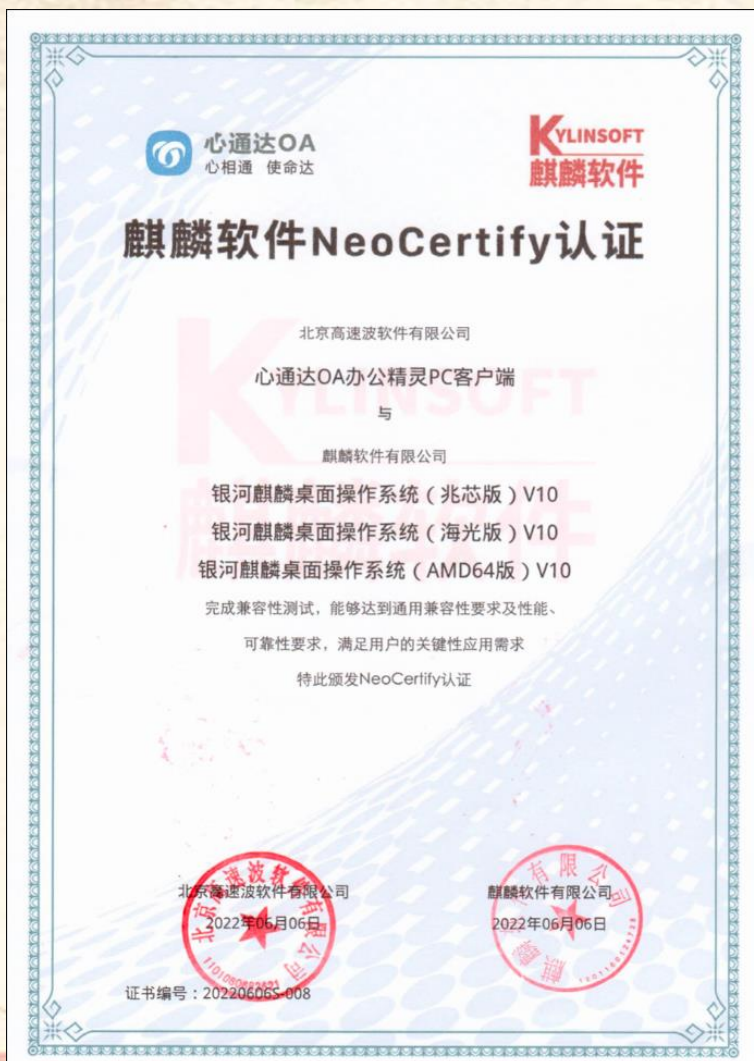 心通达OA
心相通 使命达
KYLINSOFT
麒麟软件
麒麟软件NeoCertify认证
北京高速波软件有限公司
心通达OA办公精灵PC客户端
与
麒麟软件有限公司
银河麒麟桌面操作系统(兆芯版)V10
银河麒麟桌面操作系统(海光版)V10
银河麒麟桌面操作系统(AMD64版)V10
完成兼容性测试,能够达到通用兼容性要求及性能、
可靠性要求,满足用户的关键性应用需求
特此颁发NeoCertify认证
北京高速波软件有限公司
2022年06月06日
麒麟软件有限公司
2022年06月06日
证书编号:20220606S-008